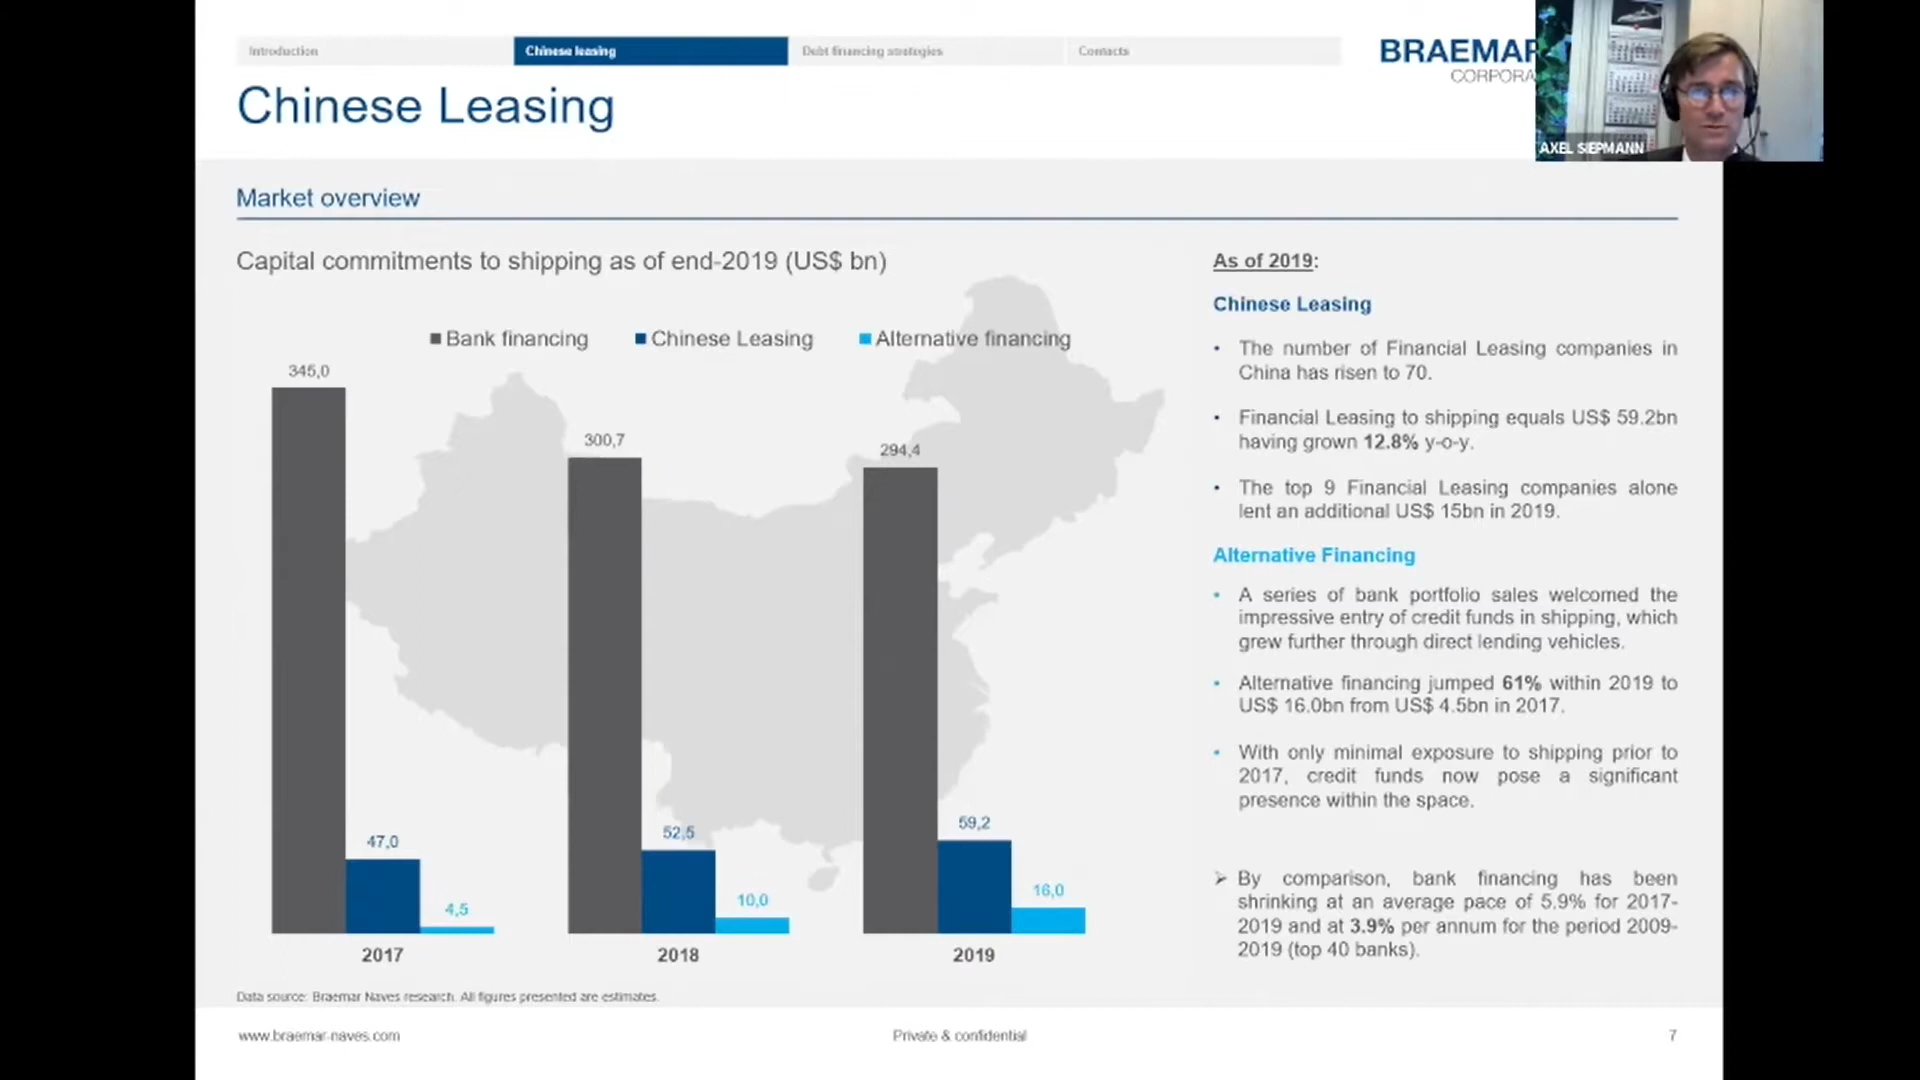 Introduction
Chinese leasing
Debt financing strategies
Contacts
BRAEMAR
CORPORA
AXEL SIEPMANN
Chinese Leasing
Market overview
Capital commitments to shipping as of end-2019 (US$ bn)
Bank financing
Chinese Leasing
Alternative financing
345,0
47,0
4,5
2017
300,7
52,5
10,0
2018
294,4
59,2
16,0
2019
Data source: Braemar Naves research. All figures presented are estimates.
As of 2019:
Chinese Leasing
• The number of Financial Leasing companies in
China has risen to 70.
• Financial Leasing to shipping equals US$ 59.2bn
having grown 12.8% y-o-y.
• The top 9 Financial Leasing companies alone
lent an additional US$ 15bn in 2019.
Alternative Financing
• A series of bank portfolio sales welcomed the
impressive entry of credit funds in shipping, which
grew further through direct lending vehicles.
• Alternative financing jumped 61% within 2019 to
US$ 16.0bn from US$ 4.5bn in 2017.
• With only minimal exposure to shipping prior to
2017, credit funds now pose a significant
presence within the space.
➢ By comparison, bank financing has been
shrinking at an average pace of 5.9% for 2017-
2019 and at 3.9% per annum for the period 2009-
2019 (top 40 banks).
www.braemar-naves.com
Private & confidential
7